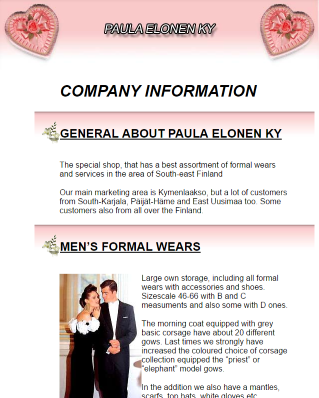 PAULA ELONEN KY
COMPANY INFORMATION
GENERAL ABOUT PAULA ELONEN KY
The special shop, that has a best assortment of formal wears
and services in the area of South-east Finland
Our main marketing area is Kymenlaakso, but a lot of customers
from South-Karjala, Päijät-Häme and East Uusimaa too. Some
customers also from all over the Finland.
MEN'S FORMAL WEARS
Large own storage, including all formal
wears with accessories and shoes.
Sizescale 46-66 with B and C
measuments and also some with D ones.
The morning coat equipped with grey
basic corsage have about 20 different
gows. Last times we strongly have
increased the coloured choice of corsage
collection equipped the "priest" or
"elephant" model gows.
In the addition we also have a mantles,
scarfs, top hats, white gloves etc.